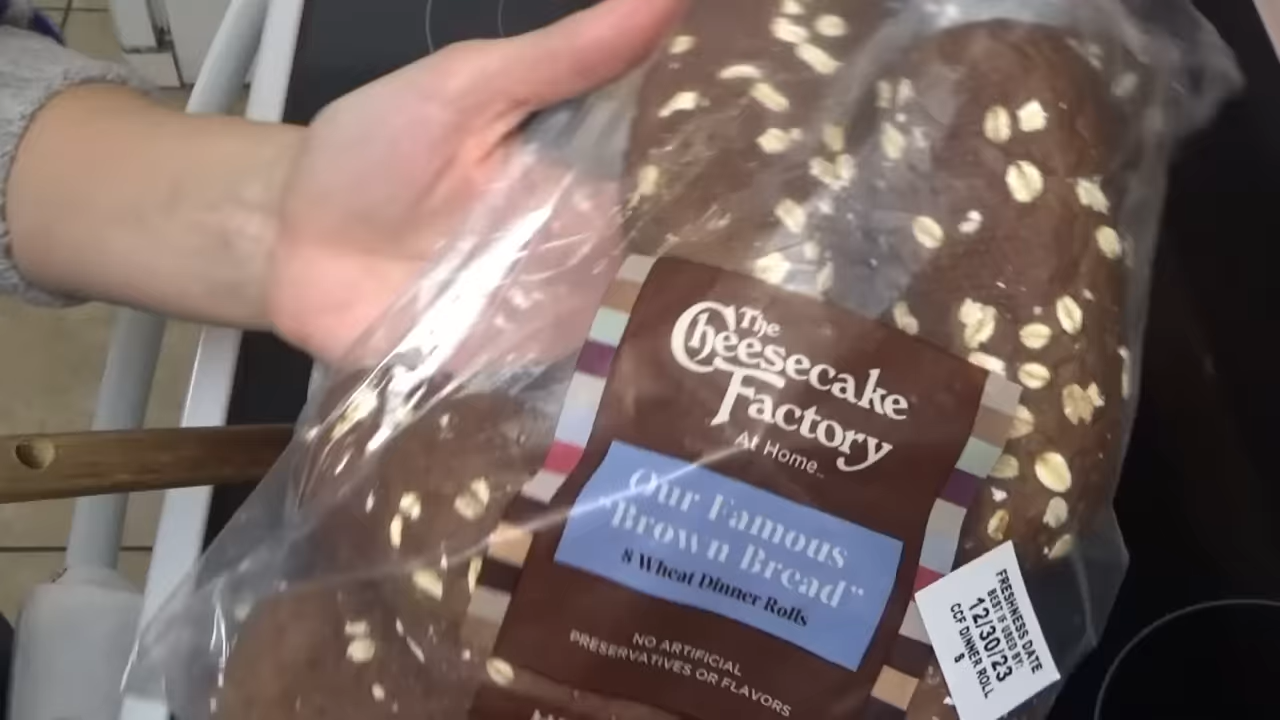 The
Cheesecake
Factory
At Home
Our Famous
Brown Bread™
8 Wheat Dinner Rolls
NO ARTIFICIAL
PRESERVATIVES OR FLAVORS
FRESHNESS DATE
BEST IF USED BY:
12/30/23
CCF DINNER ROLL
8